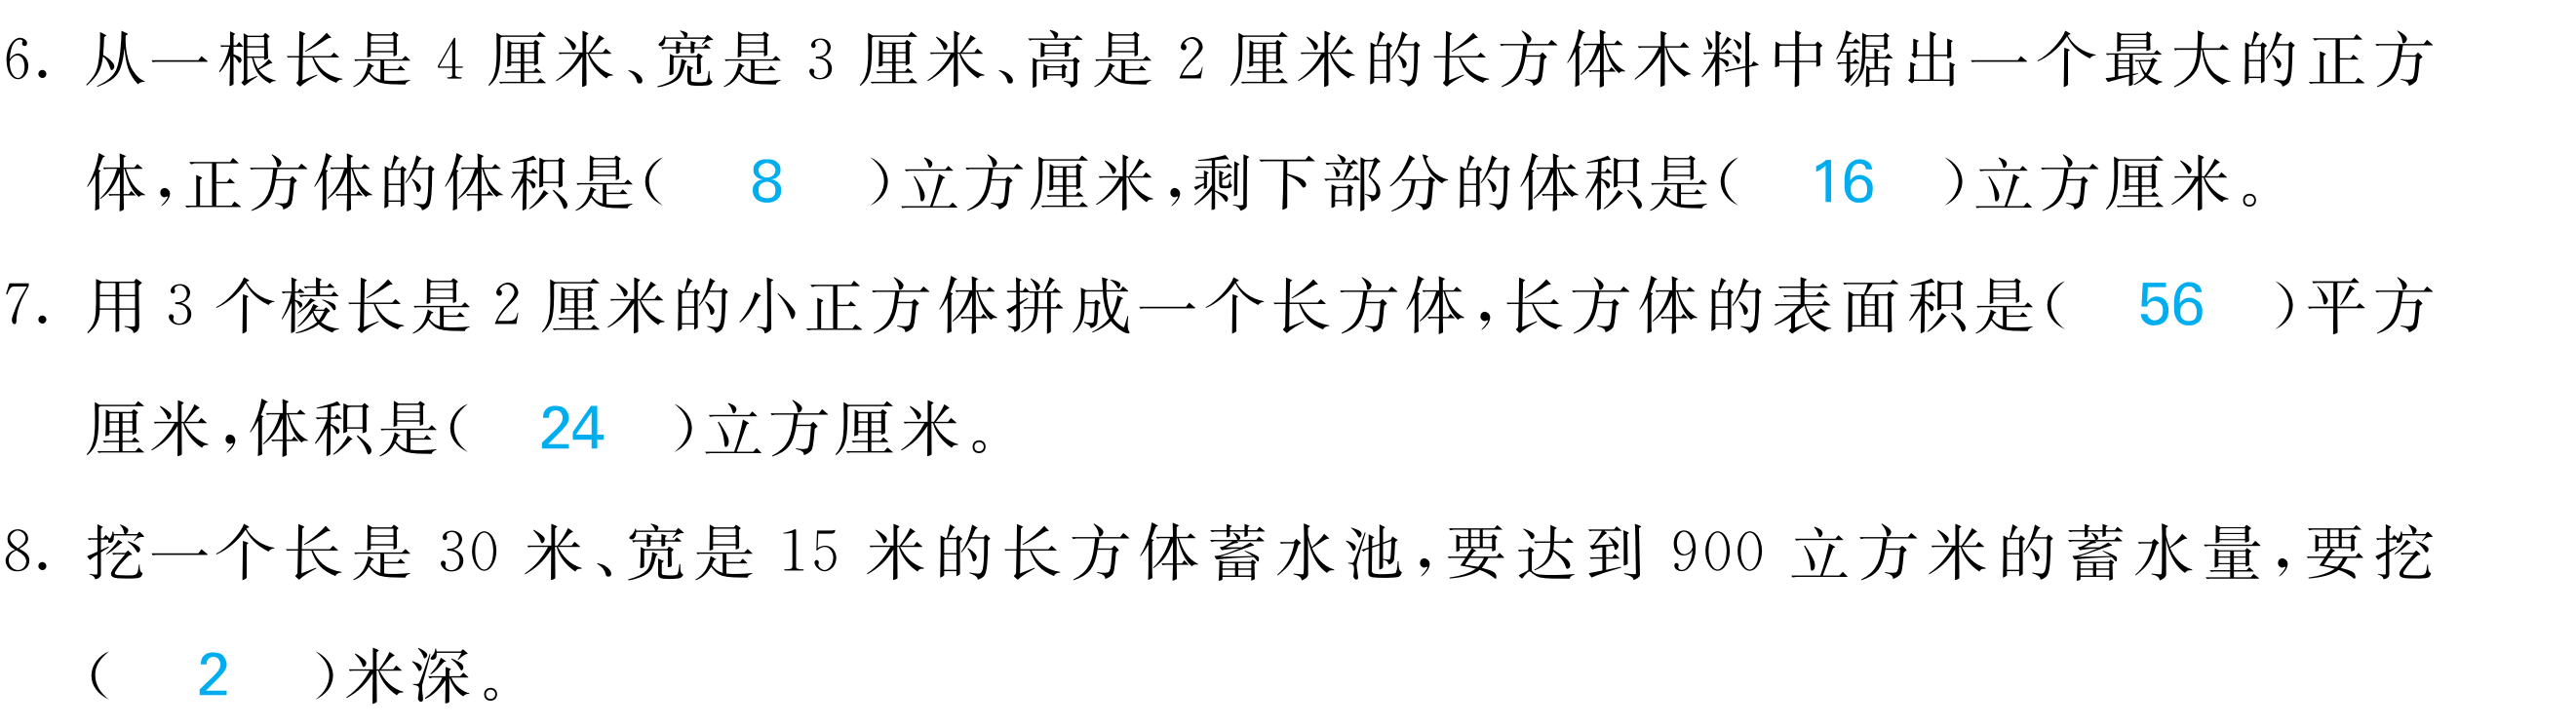 6. 从一根长是 4 厘米、宽是 3 厘米、高是 2 厘米的长方体木料中锯出一个最大的正方
体,正方体的体积是( 8 )立方厘米,剩下部分的体积是( 16 )立方厘米。
7. 用 3 个棱长是 2 厘米的小正方体拼成一个长方体,长方体的表面积是( 56 )平方
厘米,体积是( 24 )立方厘米。
8. 挖一个长是 30 米、宽是 15 米的长方体蓄水池,要达到 900 立方米的蓄水量,要挖
( 2 )米深。